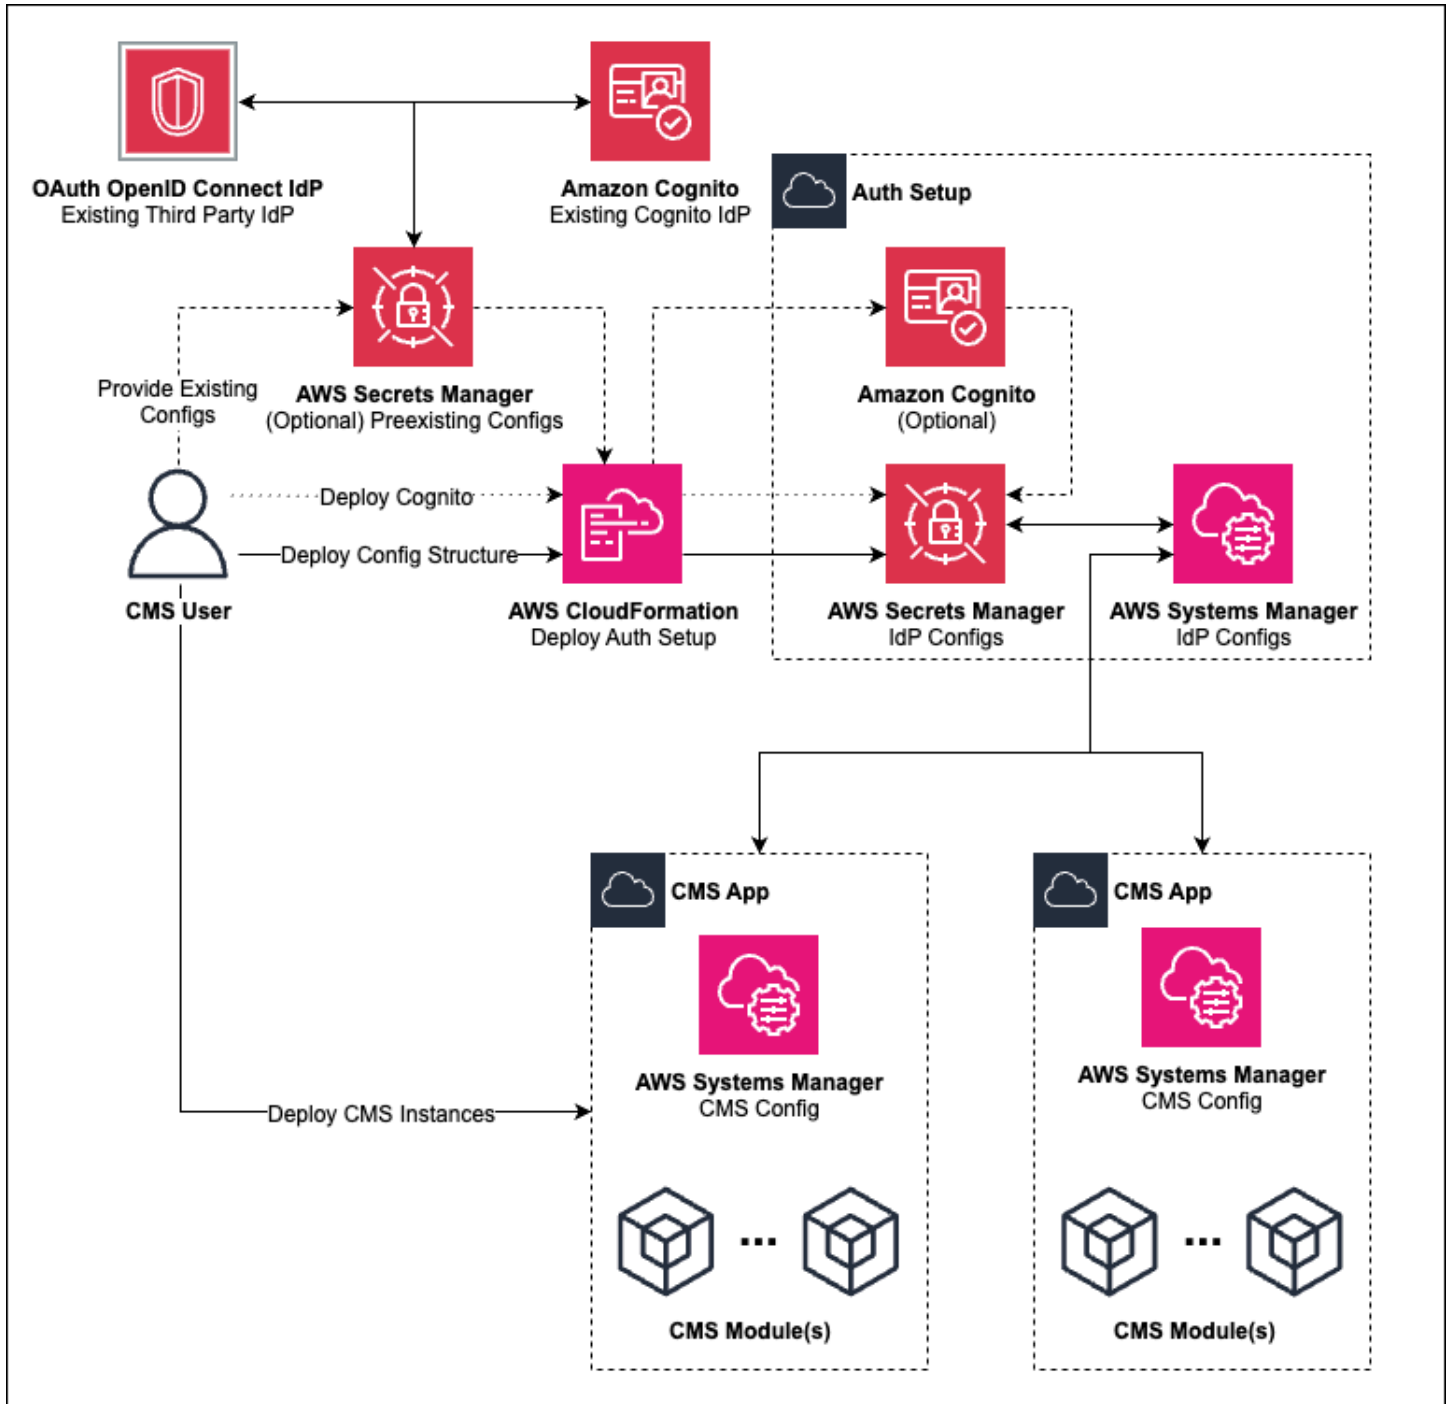 OAuth OpenID Connect IdP
Existing Third Party IdP
Amazon Cognito
Existing Cognito IdP
Auth Setup
Provide Existing
Configs
AWS Secrets Manager
(Optional) Preexisting Configs
Amazon Cognito
(Optional)
Deploy Cognito
Deploy Config Structure
CMS User
AWS CloudFormation
Deploy Auth Setup
AWS Secrets Manager
IdP Configs
AWS Systems Manager
IdP Configs
CMS App
CMS App
AWS Systems Manager
CMS Config
AWS Systems Manager
CMS Config
Deploy CMS Instances
...
...
CMS Module(s)
CMS Module(s)